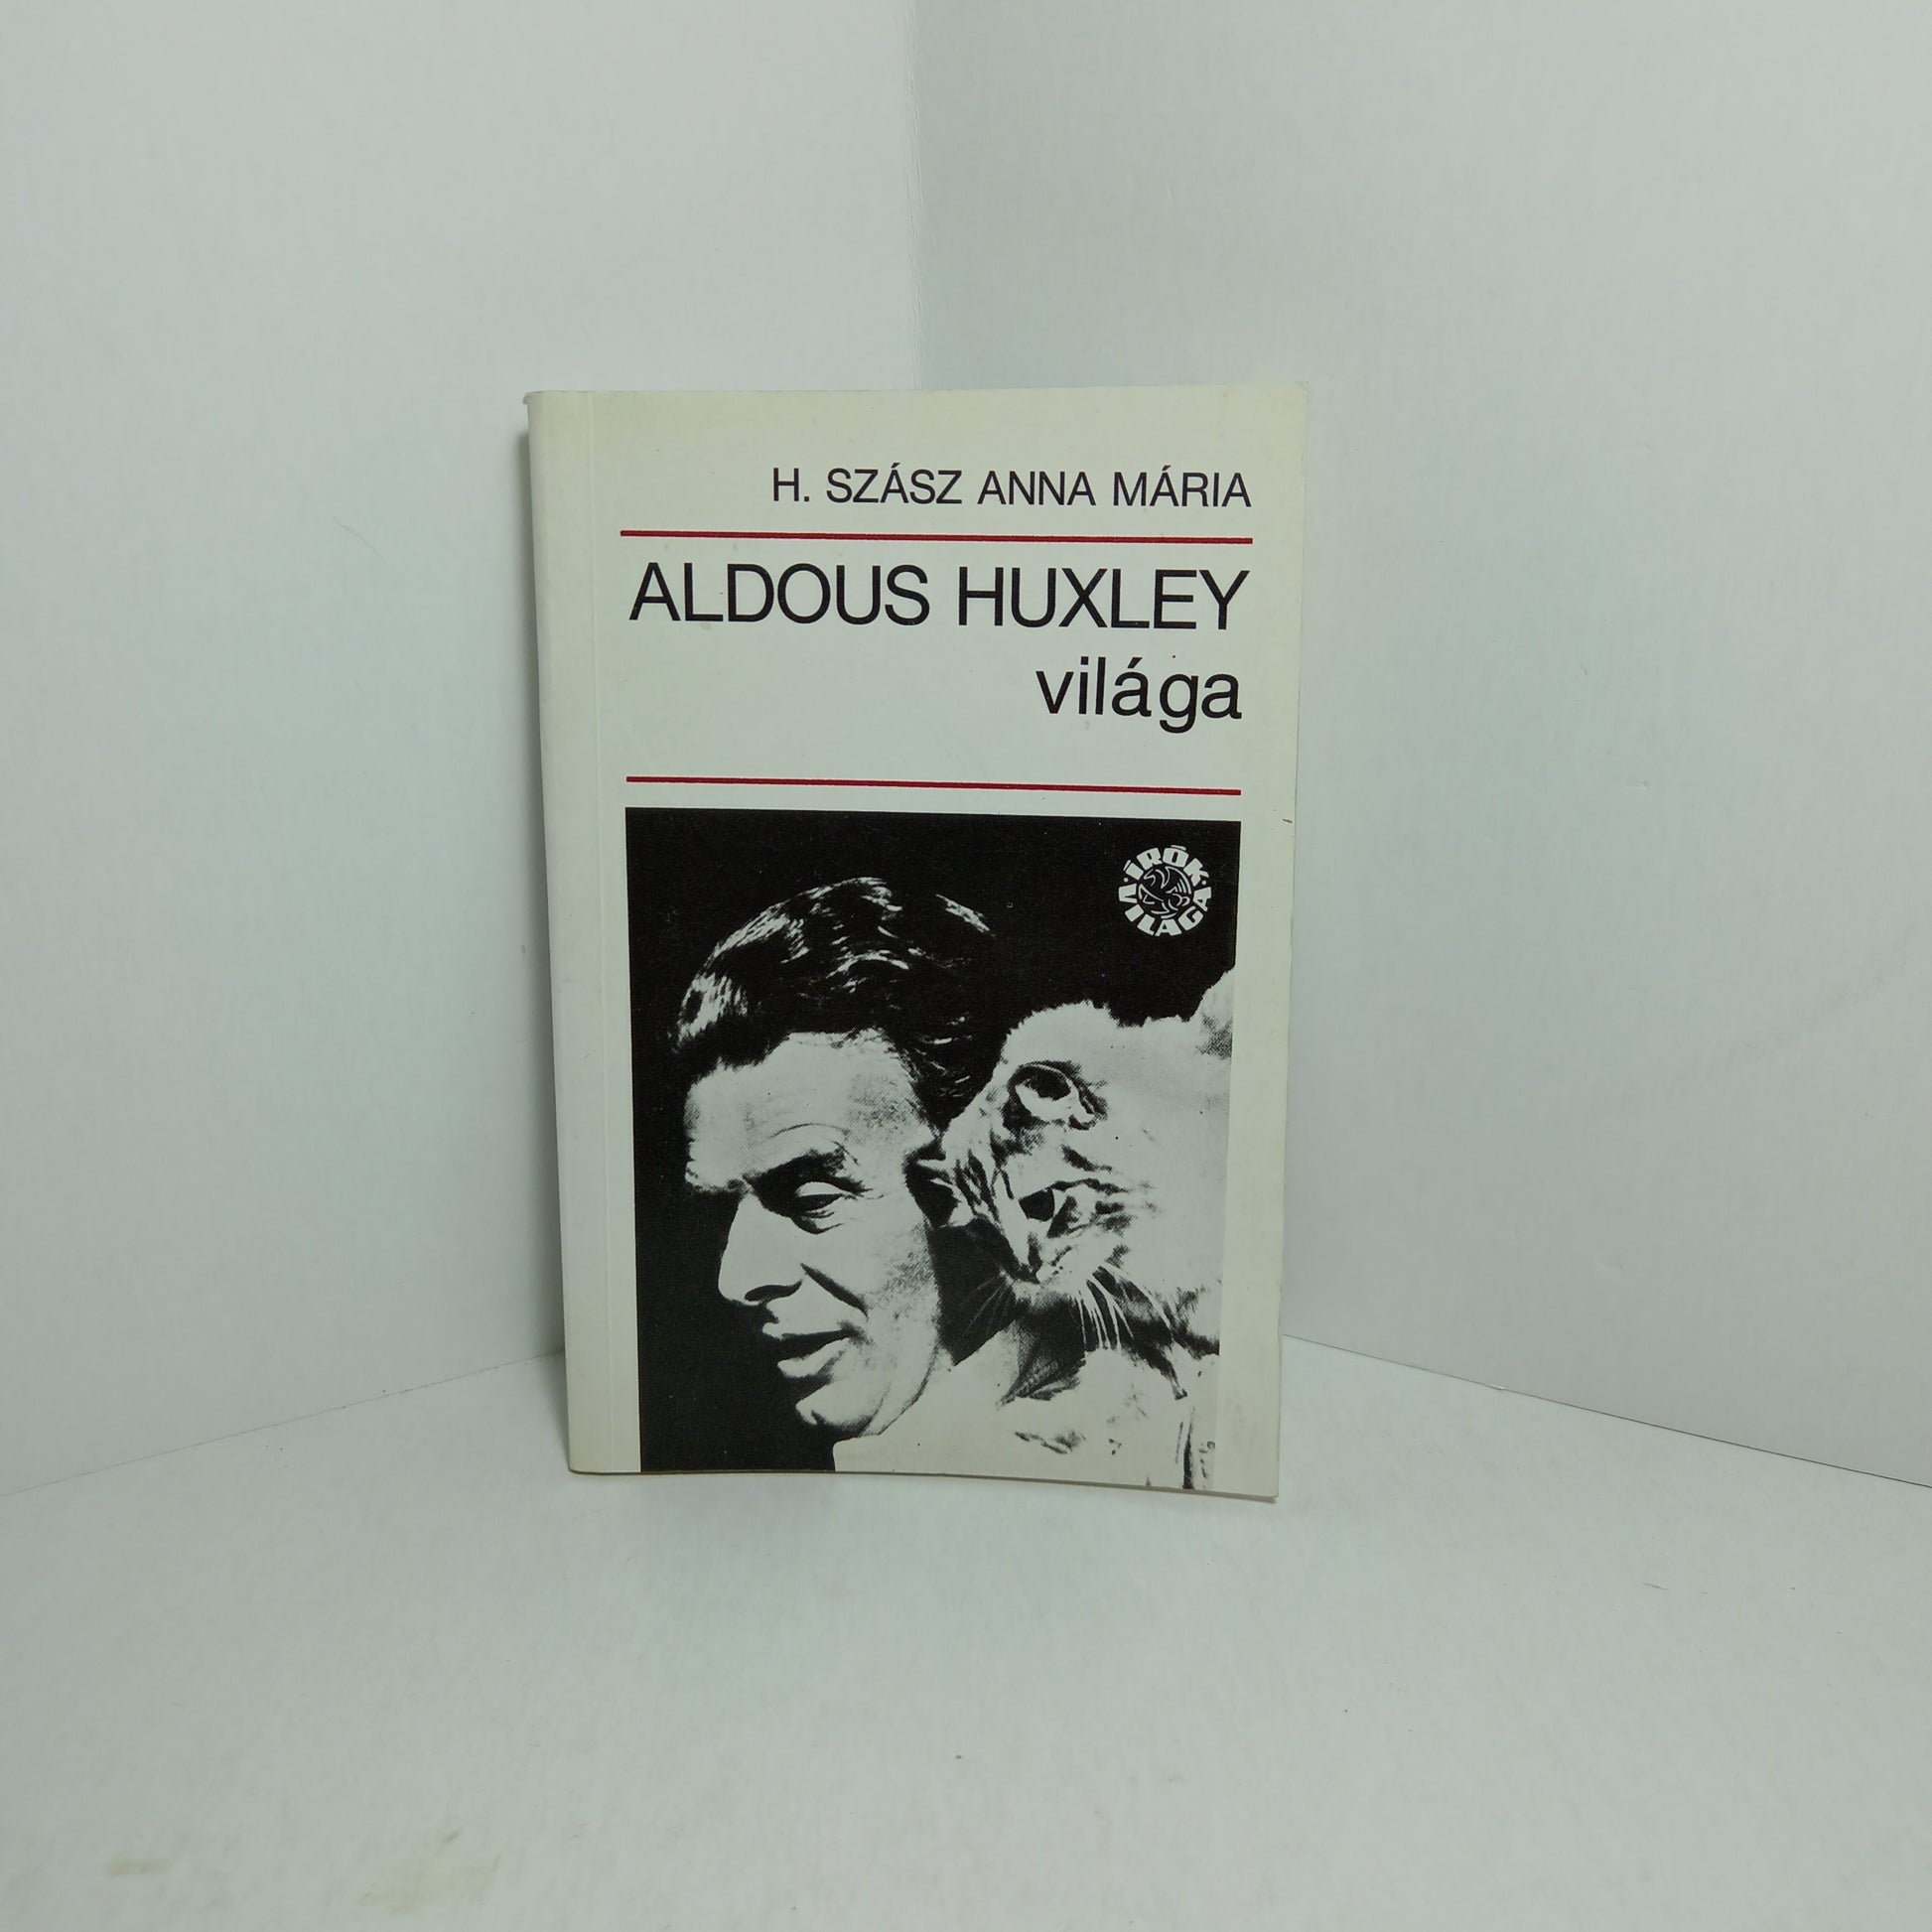 H. SZÁSZ ANNA MÁRIA
ALDOUS HUXLEY
világa
ÍRÓK
VILÁGA